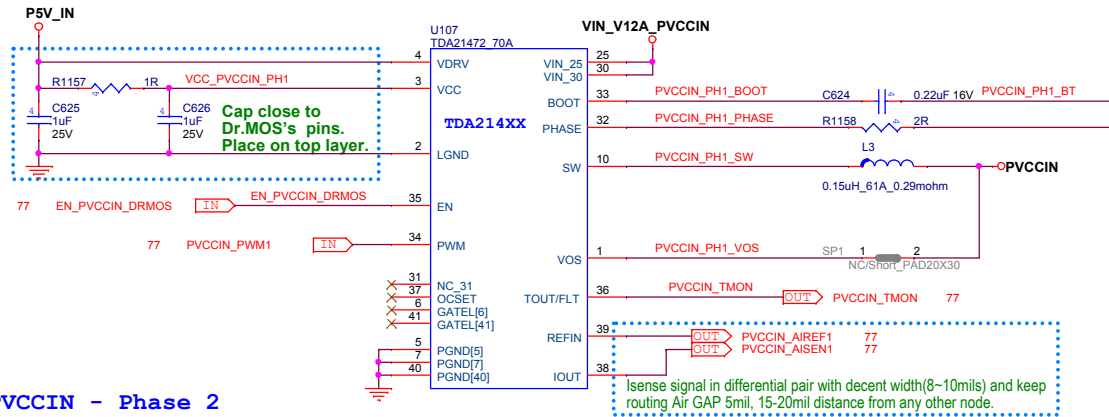 P5V_IN
VIN_V12A_PVCCIN
U107
TDA21472_70A
4 VDRV
VIN_25 25
VIN_30 30
R1157 1R VCC_PVCCIN_PH1
3 VCC
BOOT 33 PVCCIN_PH1_BOOT C624 0.22uF 16V PVCCIN_PH1_BT
4 C625
1uF
25V
4 C626
1uF
25V
Cap close to
Dr.MOS's pins.
Place on top layer.
TDA214XX
PHASE 32 PVCCIN_PH1_PHASE R1158 2R
2 LGND
SW 10 PVCCIN_PH1_SW L3 PVCCIN
0.15uH_61A_0.29mohm
77 EN_PVCCIN_DRMOS IN EN_PVCCIN_DRMOS 35 EN
77 PVCCIN_PWM1 IN 34 PWM
VOS 1 PVCCIN_PH1_VOS SP1 1 2
NC/Short_PAD20X30
31 NC_31
37 OCSET
6 GATEL[6]
41 GATEL[41]
TOUT/FLT 36 PVCCIN_TMON OUT PVCCIN_TMON 77
REFIN 39 OUT PVCCIN_AIREF1 77
OUT PVCCIN_AISEN1 77
5 PGND[5]
7 PGND[7]
40 PGND[40]
IOUT 38
Isense signal in differential pair with decent width(8~10mils) and keep
routing Air GAP 5mil, 15-20mil distance from any other node.
PVCCIN - Phase 2